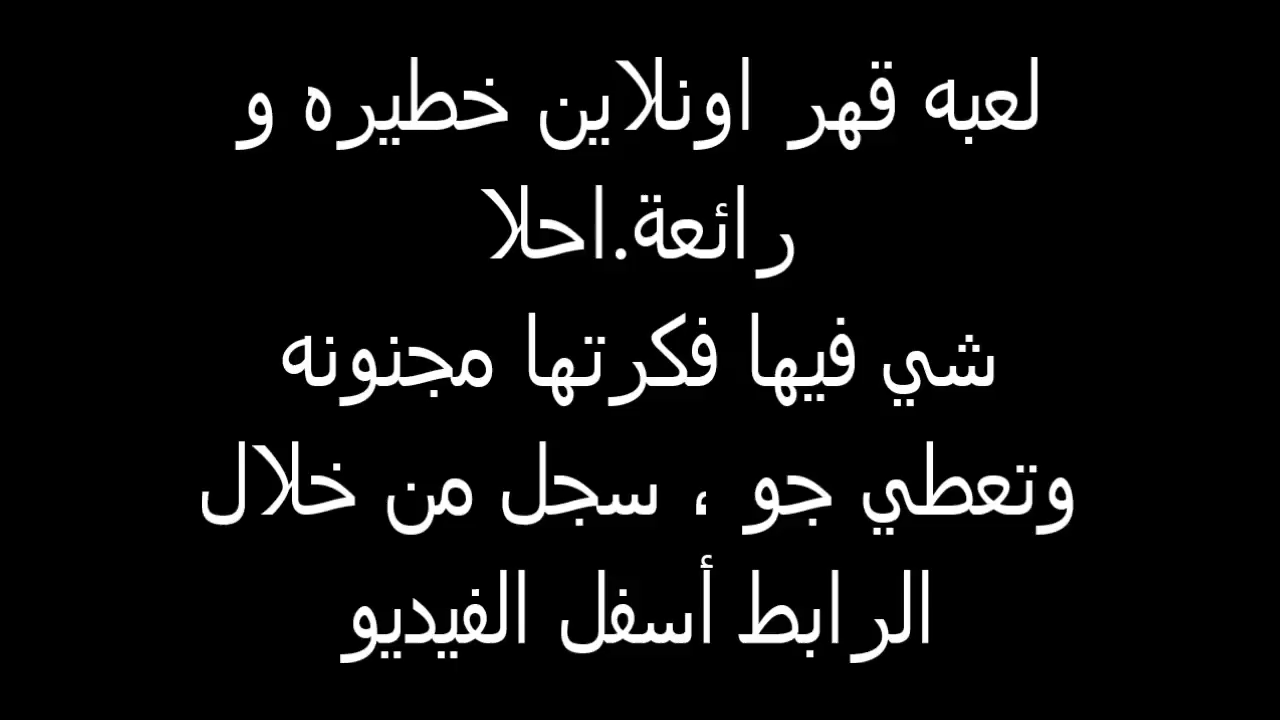 لعبه قهر اونلاين خطيره و
رائعة.احلا
شي فيها فكرتها مجنونه
وتعطي جو ، سجل من خلال
الرابط أسفل الفيديو